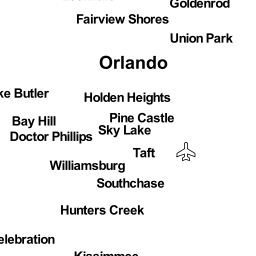 Goldenrod
Fairview Shores
Union Park
Orlando
ke Butler
Holden Heights
Pine Castle
Bay Hill
Sky Lake
Doctor Phillips
Taft
Williamsburg
Southchase
Hunters Creek
elebration
Kissimmee